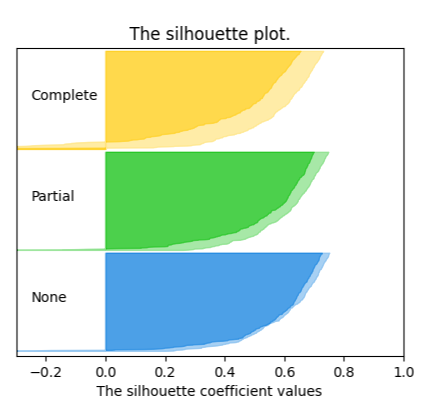 The silhouette plot.
Complete
Partial
None
−0.2 0.0 0.2 0.4 0.6 0.8 1.0
The silhouette coefficient values